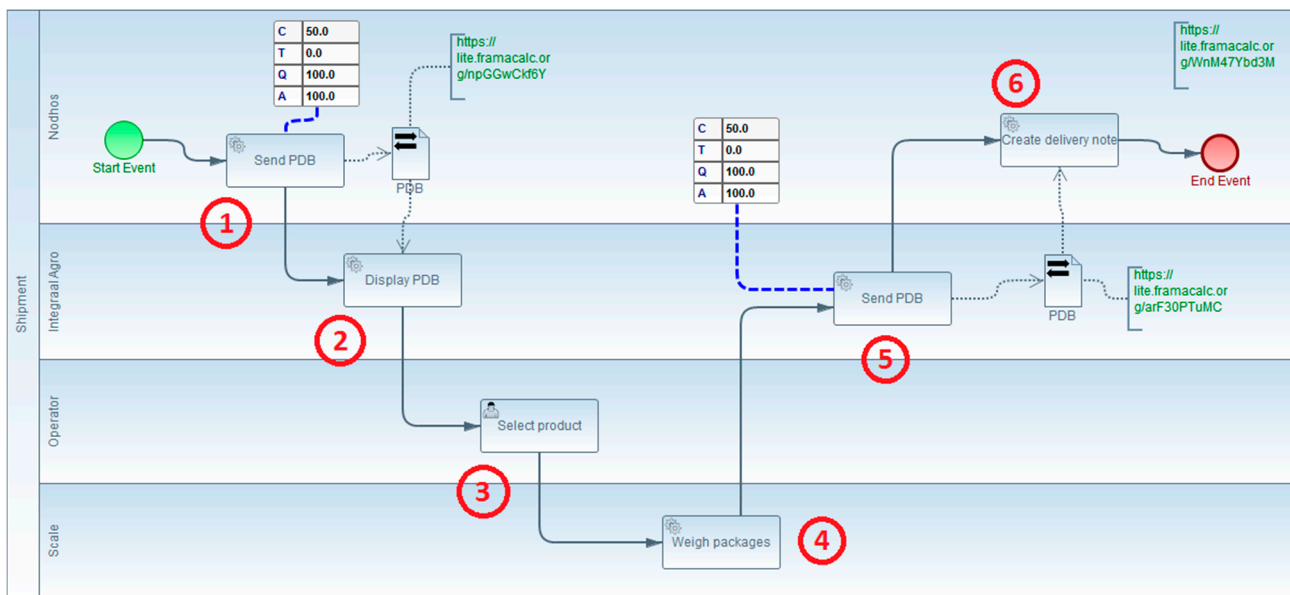 Shipment
Nodhos
Integraal Agro
Operator
Scale
Start Event
C 50.0
T 0.0
Q 100.0
A 100.0
Send PDB
1
PDB
https://
lite.framacalc.or
g/npGGwCkf6Y
Display PDB
2
Select product
3
Weigh packages
4
C 50.0
T 0.0
Q 100.0
A 100.0
Send PDB
5
PDB
https://
lite.framacalc.or
g/arF30PTuMC
6
Create delivery note
https://
lite.framacalc.or
g/WnM47Ybd3M
End Event